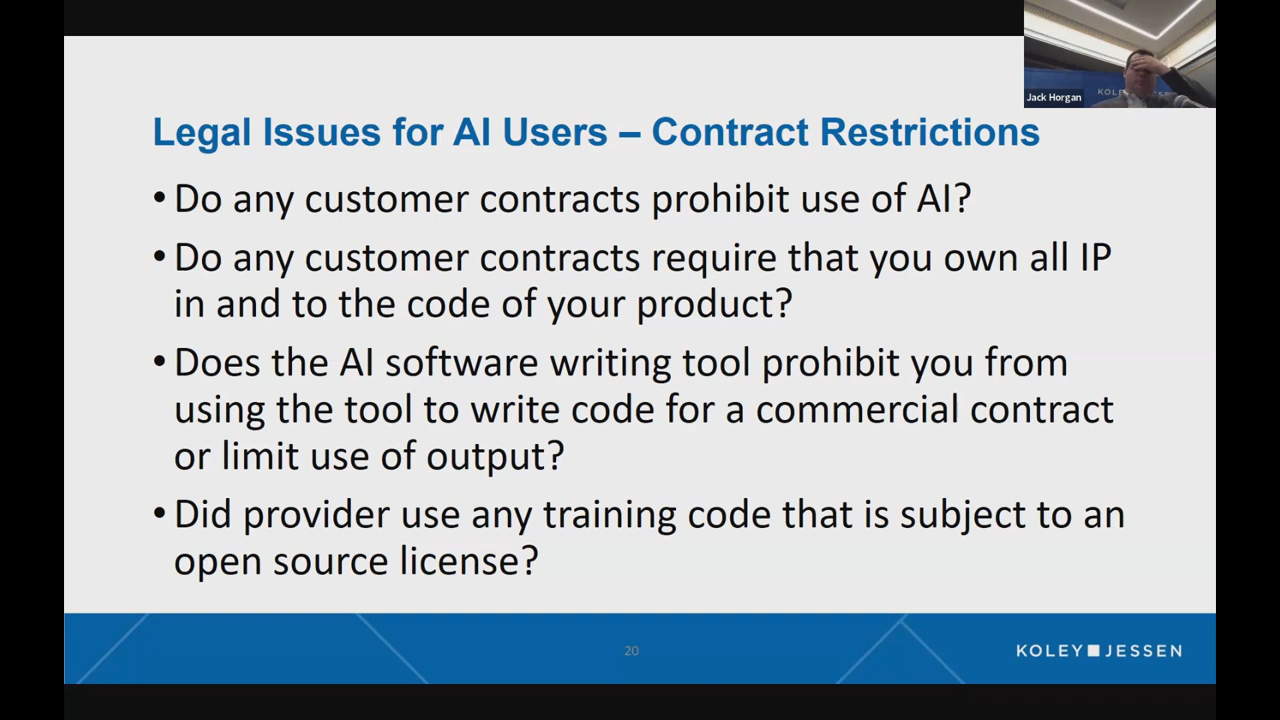 Jack Horgan
KOLE
Legal Issues for AI Users – Contract Restrictions
• Do any customer contracts prohibit use of AI?
• Do any customer contracts require that you own all IP
in and to the code of your product?
• Does the AI software writing tool prohibit you from
using the tool to write code for a commercial contract
or limit use of output?
• Did provider use any training code that is subject to an
open source license?
20
KOLEY JESSEN